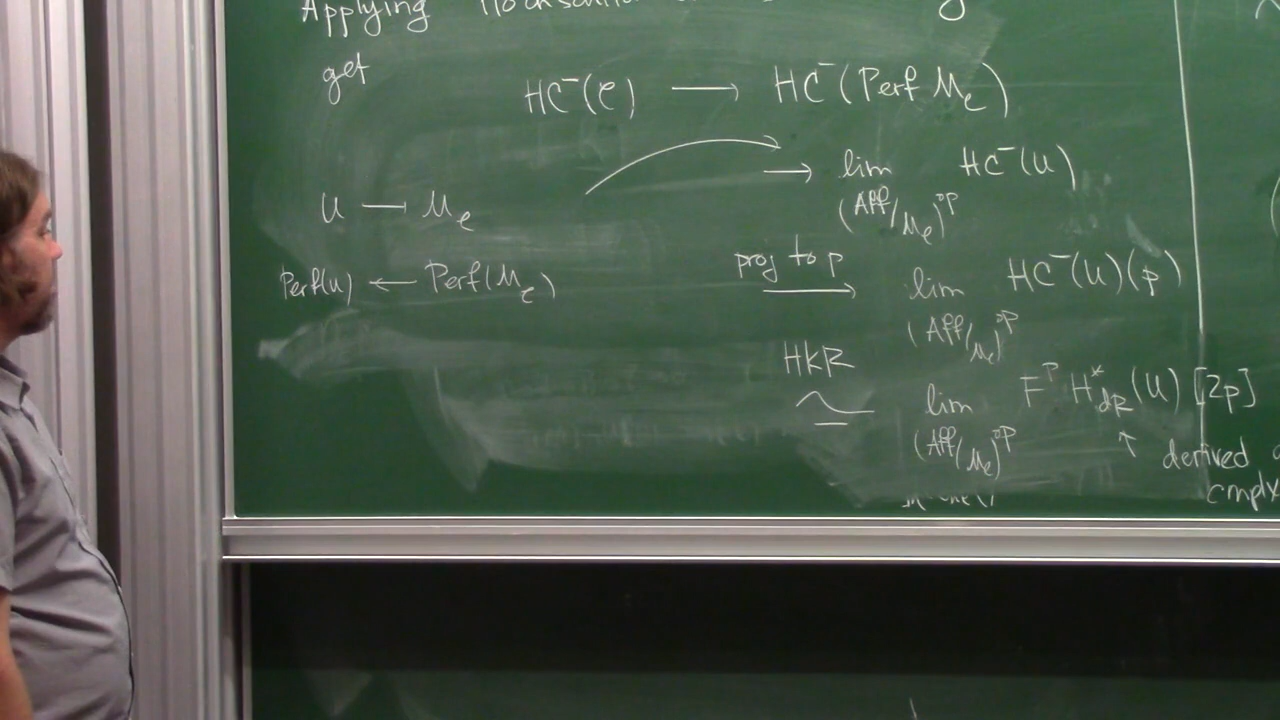 Applying
get
HC⁻(𝒞) ⟶ HC⁻(Perf M_𝒞)
→ lim HC⁻(U)
(Aff/M_𝒞)^op
U → M_𝒞
proj to p
Perf(U) ← Perf(M_𝒞)
⟶ lim HC⁻(U)(p)
(Aff/M_𝒞)^op
HKR
≃ lim F^p H^*_dR(U)[2p]
(Aff/M_𝒞)^op
↑ derived